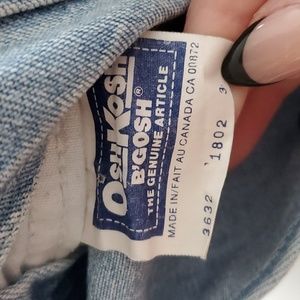 OSHKOSH
B'GOSH®
THE GENUINE ARTICLE
MADE IN/FAIT AU CANADA CA 00872
3632 1802 3